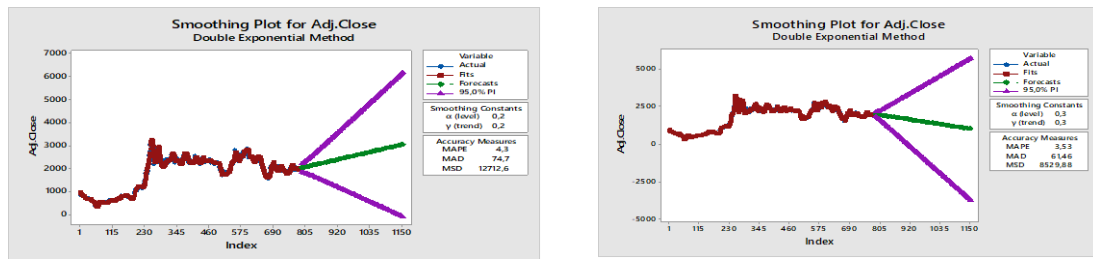 Smoothing Plot for Adj.Close
Double Exponential Method
7000
6000
5000
4000
3000
2000
1000
0
Adj.Close
1 115 230 345 460 575 690 805 920 1035 1150
Index
Variable
Actual
Fits
Forecasts
95,0% PI
Smoothing Constants
α (level) 0,2
γ (trend) 0,2
Accuracy Measures
MAPE 4,3
MAD 74,7
MSD 12712,6
Smoothing Plot for Adj.Close
Double Exponential Method
5000
2500
0
-2500
-5000
Adj.Close
1 115 230 345 460 575 690 805 920 1035 1150
Index
Variable
Actual
Fits
Forecasts
95,0% PI
Smoothing Constants
α (level) 0,3
γ (trend) 0,3
Accuracy Measures
MAPE 3,53
MAD 61,46
MSD 8529,88